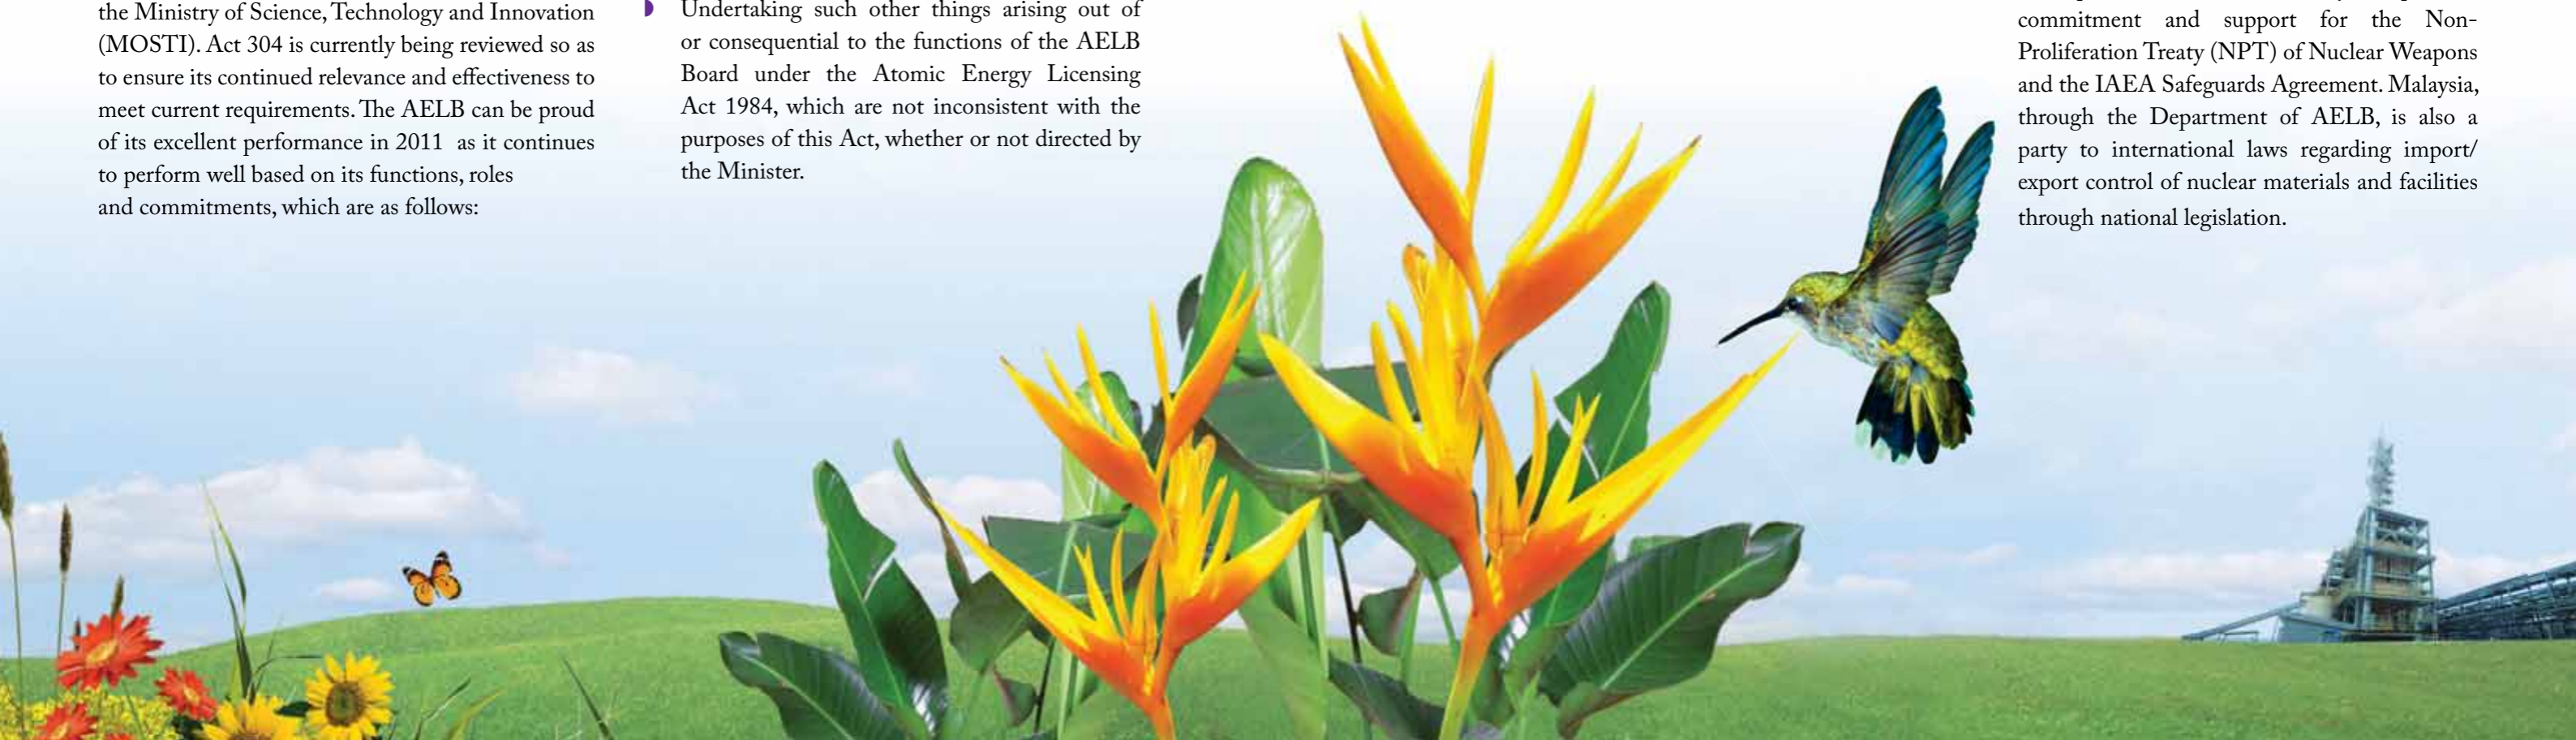 the Ministry of Science, Technology and Innovation
(MOSTI). Act 304 is currently being reviewed so as
to ensure its continued relevance and effectiveness to
meet current requirements. The AELB can be proud
of its excellent performance in 2011  as it continues
to perform well based on its functions, roles
and commitments, which are as follows:
Undertaking such other things arising out of
or consequential to the functions of the AELB
Board under the Atomic Energy Licensing
Act 1984, which are not inconsistent with the
purposes of this Act, whether or not directed by
the Minister.
commitment and support for the Non-
Proliferation Treaty (NPT) of Nuclear Weapons
and the IAEA Safeguards Agreement. Malaysia,
through the Department of AELB, is also a
party to international laws regarding import/
export control of nuclear materials and facilities
through national legislation.